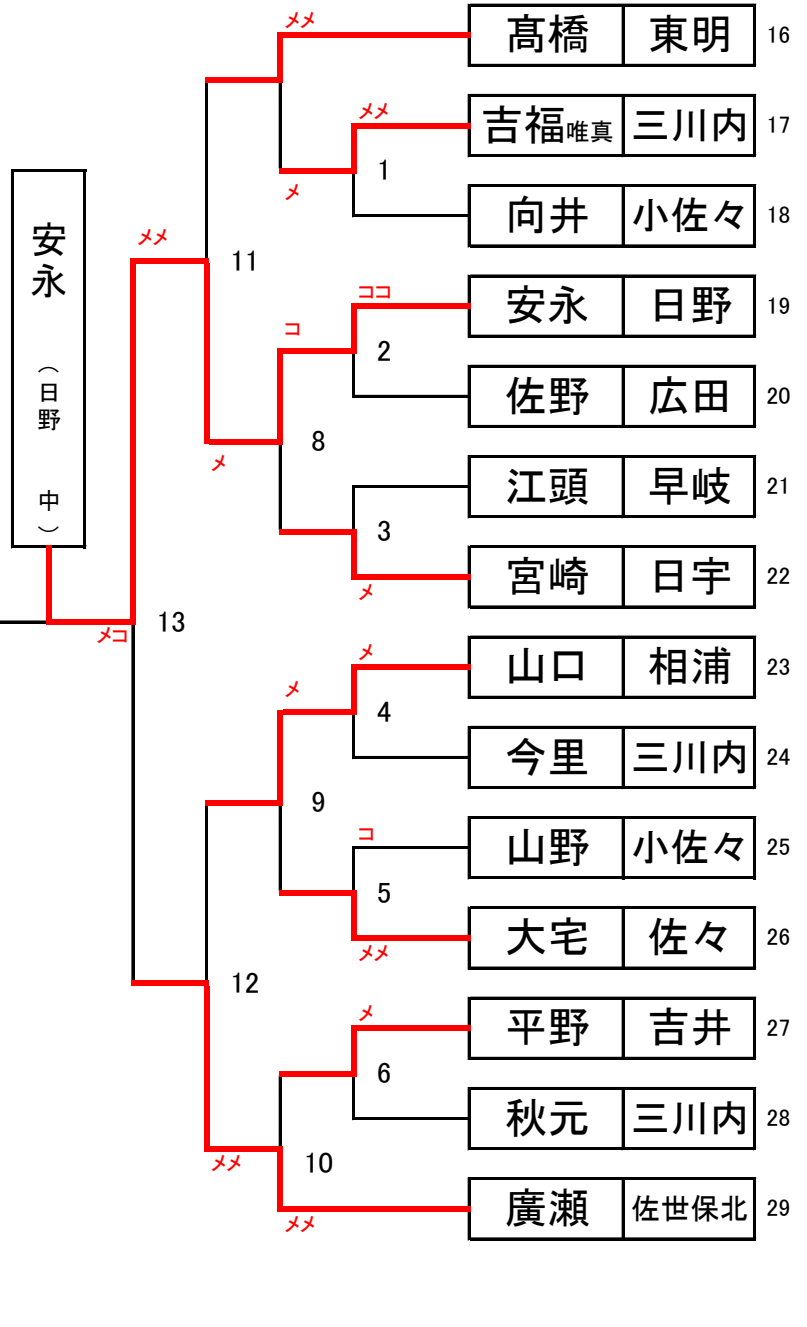 メメ
髙橋 東明 16
メメ
吉福唯真 三川内 17
1
メ
向井 小佐々 18
安永
（日野 中）
メメ
11
ココ
安永 日野 19
コ
2
佐野 広田 20
8
メ
江頭 早岐 21
3
宮崎 日宇 22
メ
13
メコ
メ
山口 相浦 23
メ
4
今里 三川内 24
9
コ
山野 小佐々 25
5
大宅 佐々 26
メメ
12
メ
平野 吉井 27
6
秋元 三川内 28
10
メメ
廣瀬 佐世保北 29
メメ